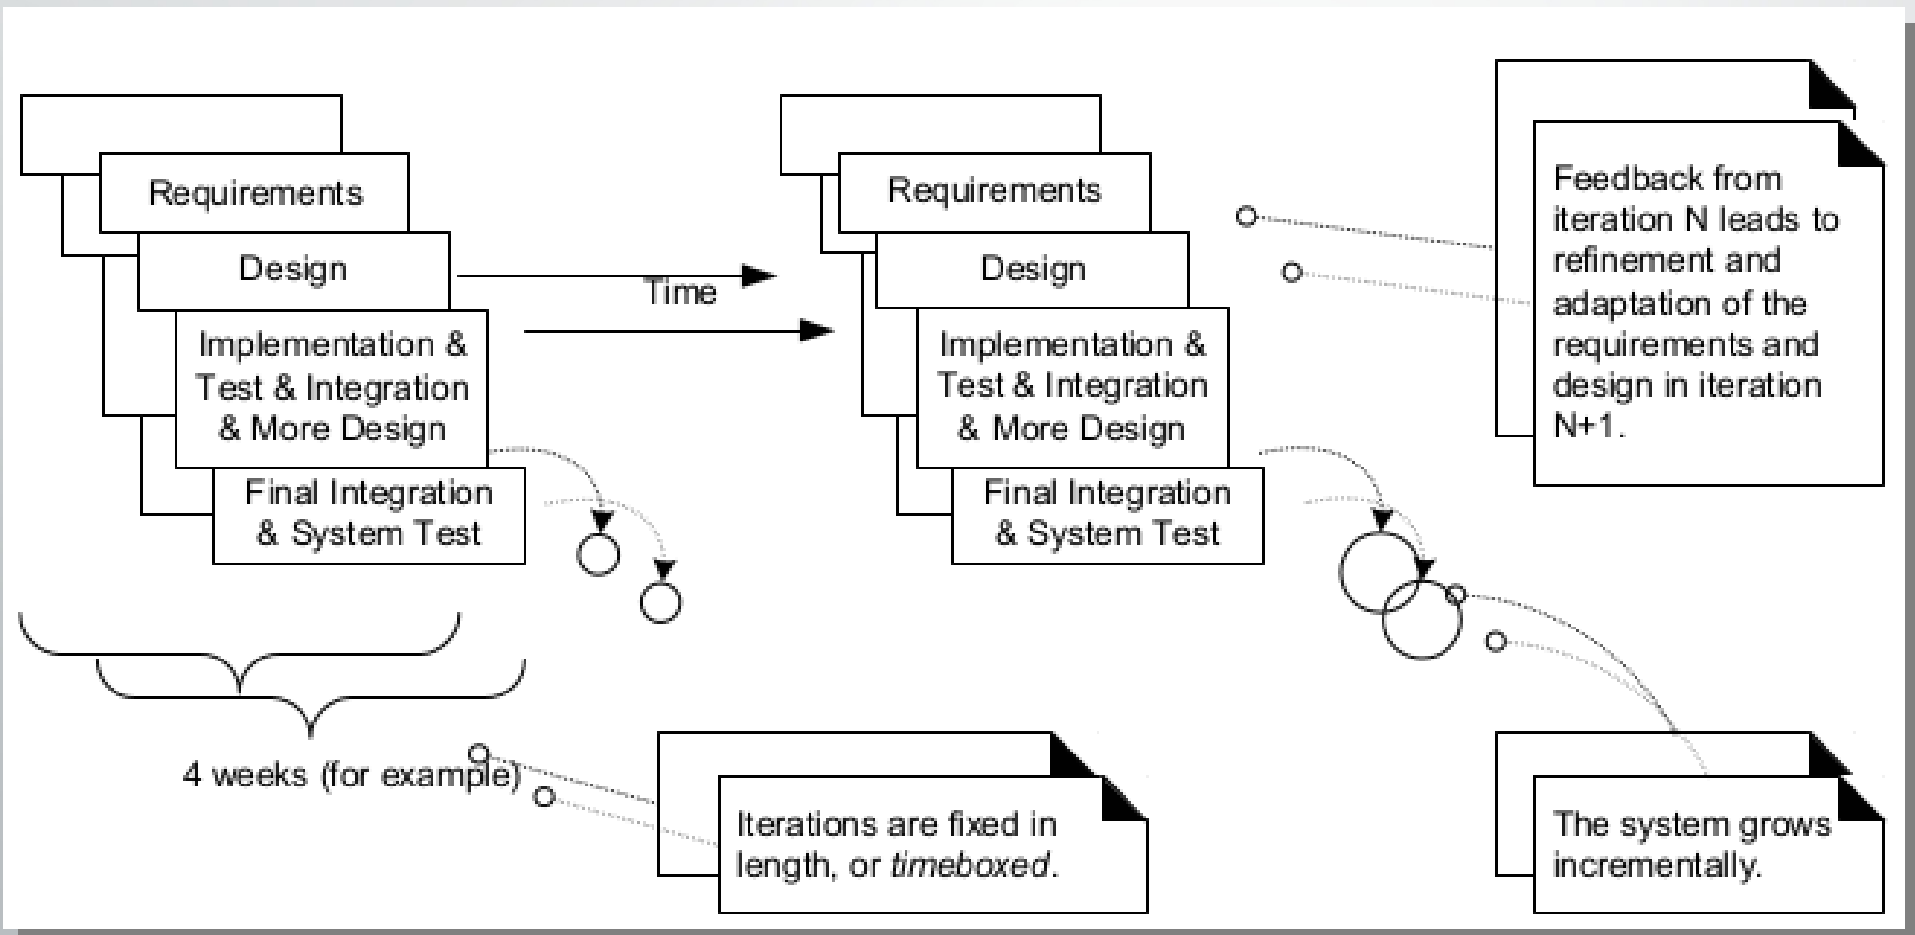 Requirements
Design
Implementation &
Test & Integration
& More Design
Final Integration
& System Test
Time
Requirements
Design
Implementation &
Test & Integration
& More Design
Final Integration
& System Test
Feedback from
iteration N leads to
refinement and
adaptation of the
requirements and
design in iteration
N+1.
4 weeks (for example)
Iterations are fixed in
length, or timeboxed.
The system grows
incrementally.